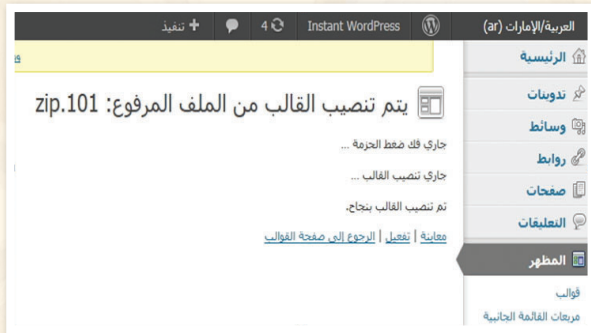 العربية/الإمارات (ar) Instant WordPress 4 + تنفيذ
الرئيسية
تدوينات
وسائط
روابط
صفحات
التعليقات
المظهر
قوالب
مربعات القائمة الجانبية
يتم تنصيب القالب من الملف المرفوع: 101.zip
جاري فك ضغط الحزمة ...
جاري تنصيب القالب ...
تم تنصيب القالب بنجاح.
معاينة | تفعيل | الرجوع إلى صفحة القوالب